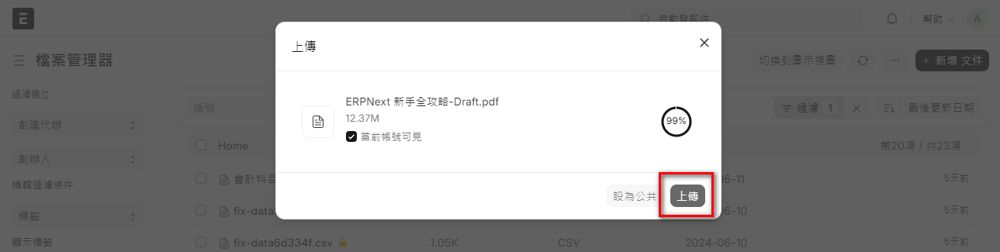 E
自動發郵件
幫助
A
檔案管理器
切換到圖示視圖
...
+ 新增 文件
上傳
ERPNext 新手全攻略-Draft.pdf
12.37M
當前帳號可見
99%
設為公共
上傳
過濾欄位
創建代辦
創辦人
編輯過濾條件
標籤
顯示標籤
編號
過濾 1
最後更新日期
Home
第20項 / 共23項
會計科目
06-11
5天前
fix-data
06-10
5天前
fix-data6d334f.csv
1.05K
CSV
2024-06-10
5天前